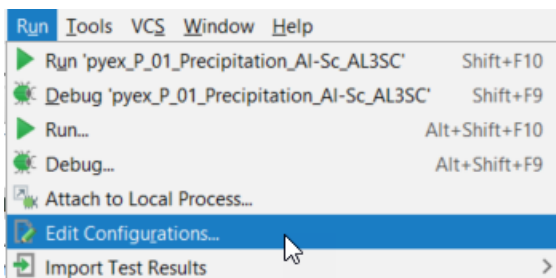 Run Tools VCS Window Help
Run 'pyex_P_01_Precipitation_Al-Sc_AL3SC' Shift+F10
Debug 'pyex_P_01_Precipitation_Al-Sc_AL3SC' Shift+F9
Run... Alt+Shift+F10
Debug... Alt+Shift+F9
Attach to Local Process...
Edit Configurations...
Import Test Results